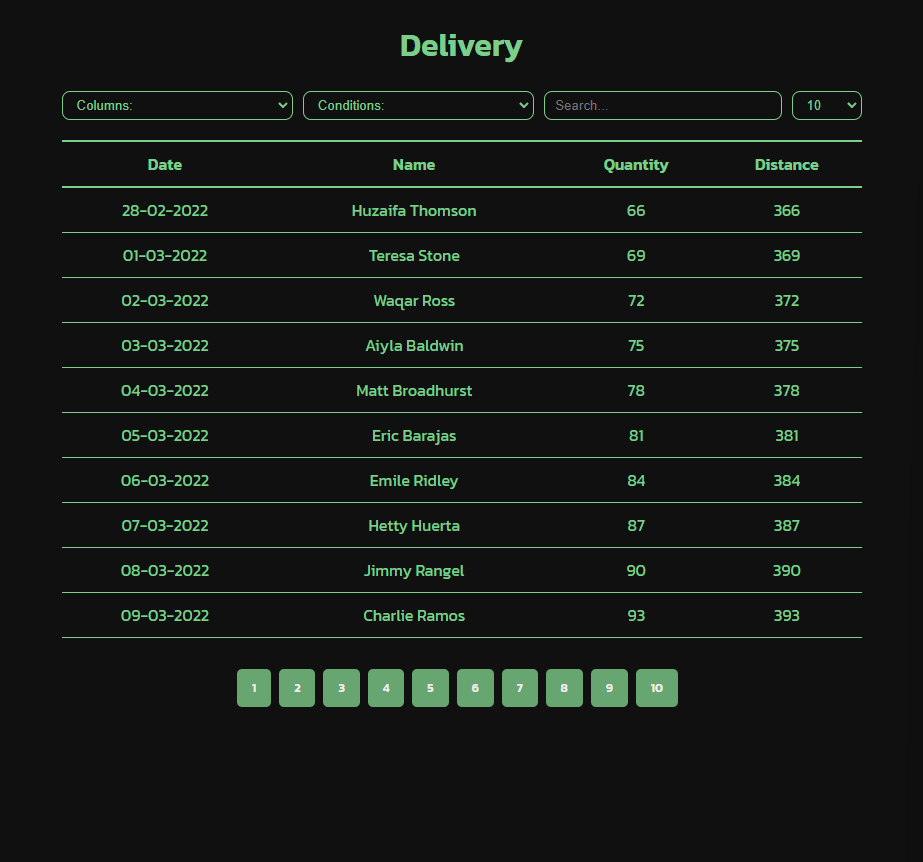 Delivery
Columns: Conditions: Search... 10
Date Name Quantity Distance
28-02-2022 Huzaifa Thomson 66 366
01-03-2022 Teresa Stone 69 369
02-03-2022 Waqar Ross 72 372
03-03-2022 Aiyla Baldwin 75 375
04-03-2022 Matt Broadhurst 78 378
05-03-2022 Eric Barajas 81 381
06-03-2022 Emile Ridley 84 384
07-03-2022 Hetty Huerta 87 387
08-03-2022 Jimmy Rangel 90 390
09-03-2022 Charlie Ramos 93 393
1 2 3 4 5 6 7 8 9 10